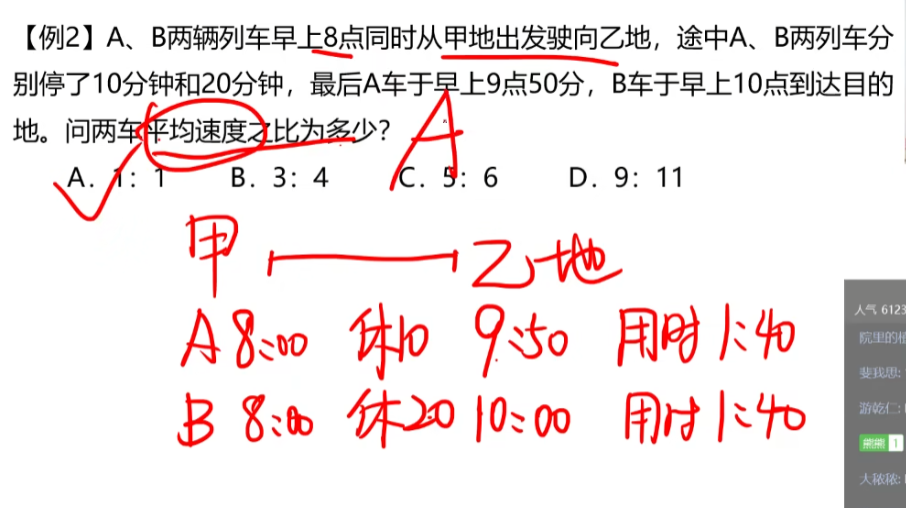 【例2】A、B两辆列车早上8点同时从甲地出发驶向乙地，途中A、B两列车分
别停了10分钟和20分钟，最后A车于早上9点50分，B车于早上10点到达目的
地。问两车平均速度之比为多少？
A
A. 1：1 B. 3：4 C. 5：6 D. 9：11
甲 乙地
A 8:00 休10 9:50 用时1:40
B 8:00 休20 10:00 用时1:40
人气 6123
院里的
斐我思:
游乾仁:
1
大秾秾: